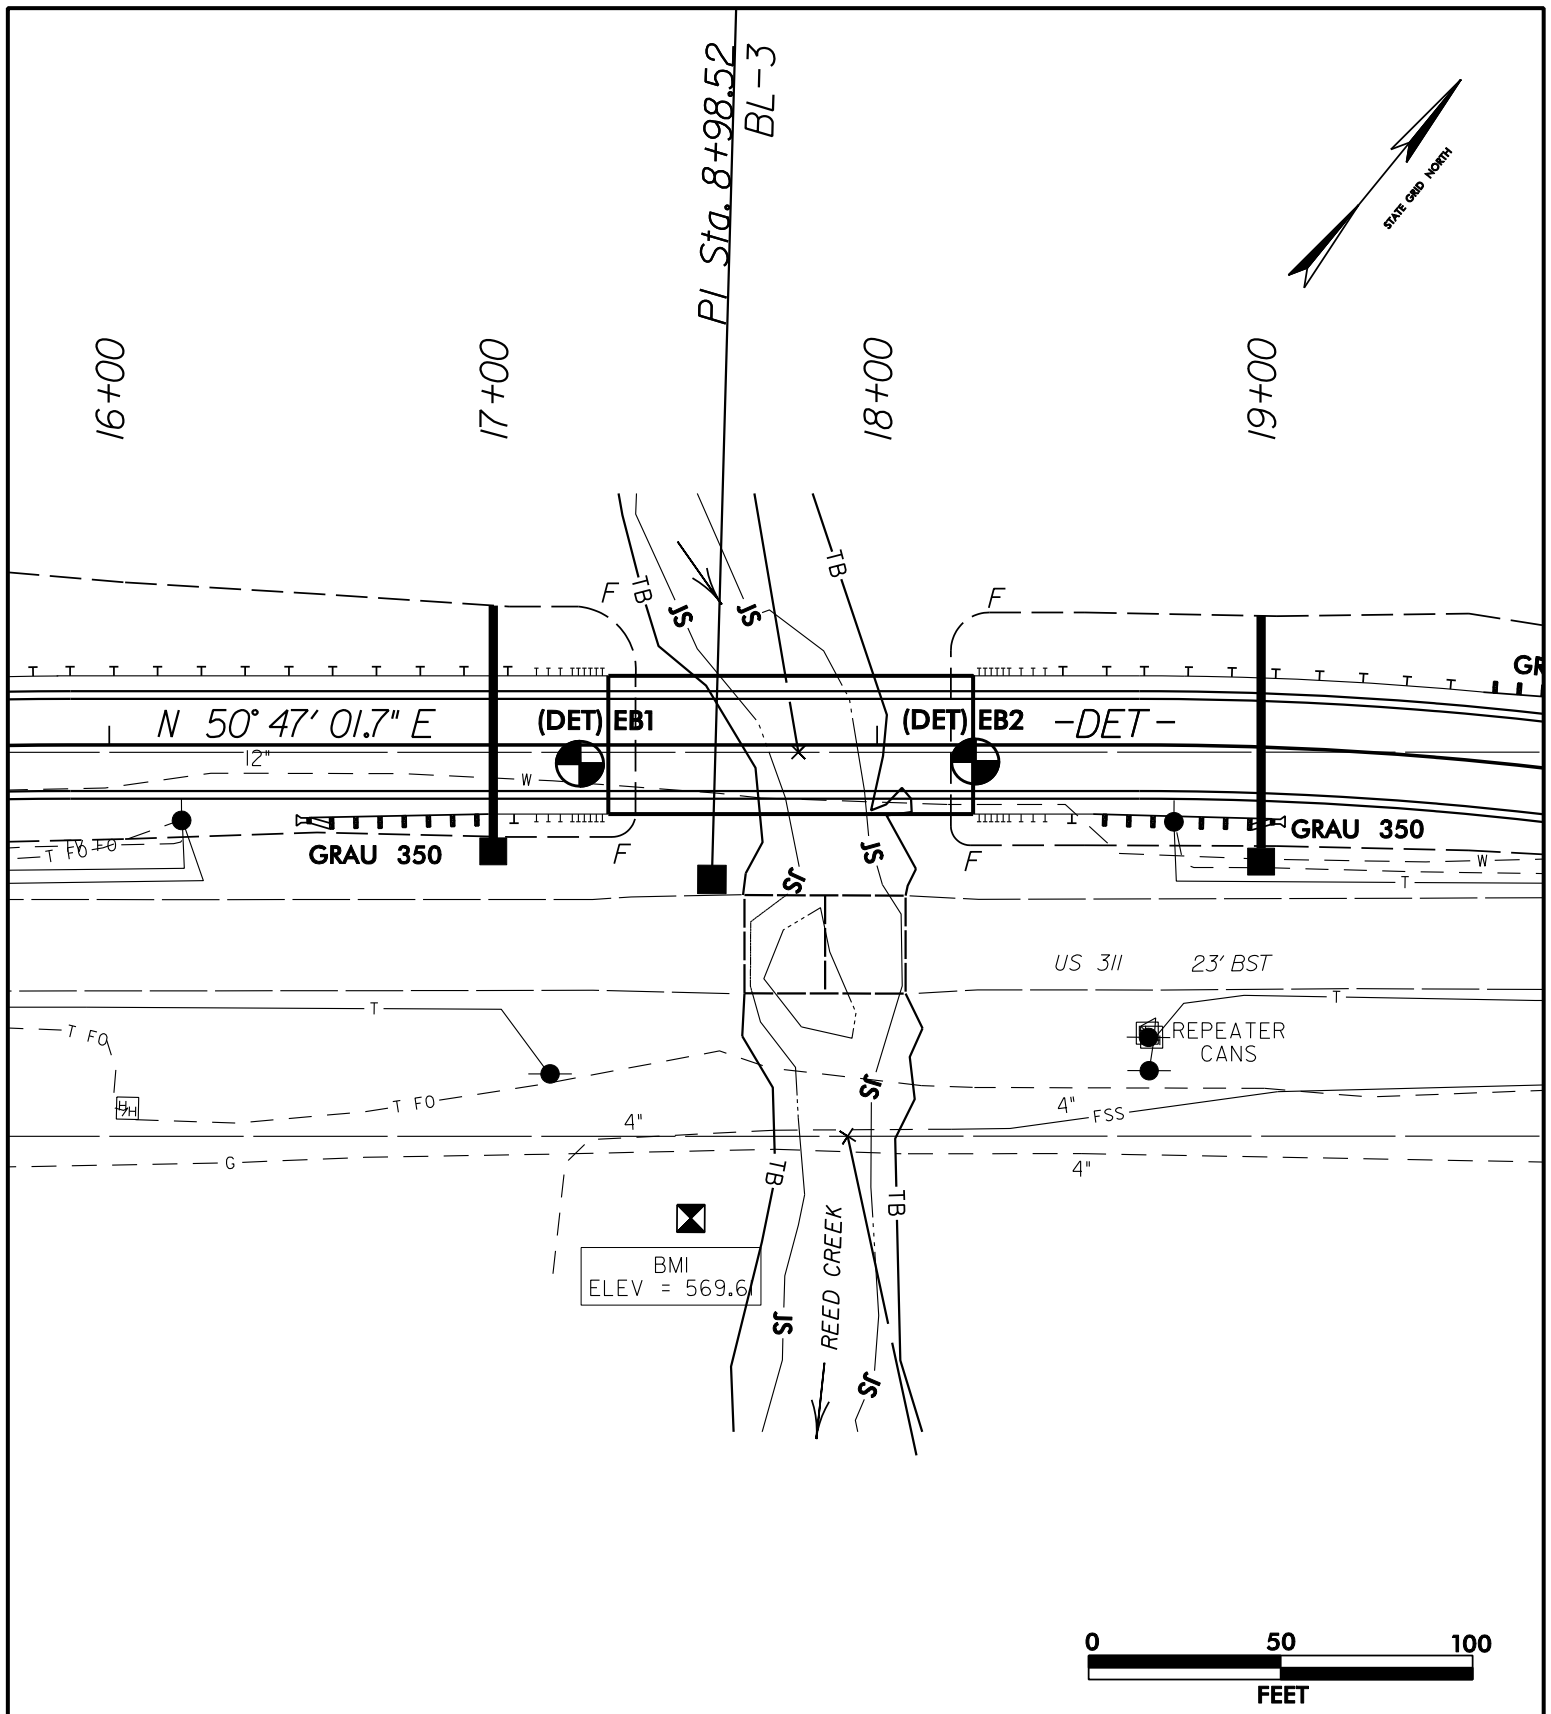 PI Sta. 8+98.52
BL-3
STATE GRID NORTH
16+00
17+00
18+00
19+00
F
F
TB
TB
JS
JS
GR
N 50° 47' 01.7" E
(DET) EB1
(DET) EB2
-DET-
12"
W
T FO
FO
GRAU 350
F
JS
JS
F
GRAU 350
W
T
US 311
23' BST
T
T
T FO
REPEATER
CANS
H/H
T FO
JS
4"
4"
FSS
G
4"
TB
TB
BM1
ELEV = 569.61
REED CREEK
JS
JS
0 50 100
FEET